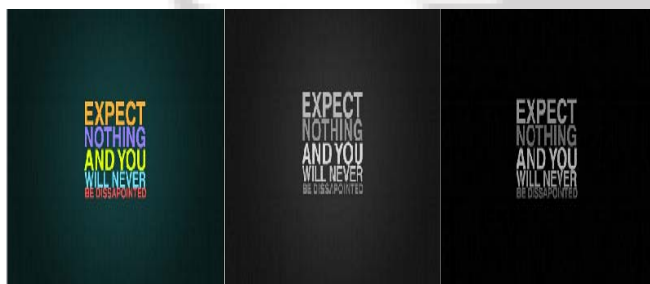 EXPECT
NOTHING
AND YOU
WILL NEVER
BE DISSAPOINTED
EXPECT
NOTHING
AND YOU
WILL NEVER
BE DISSAPOINTED
EXPECT
NOTHING
AND YOU
WILL NEVER
BE DISSAPOINTED